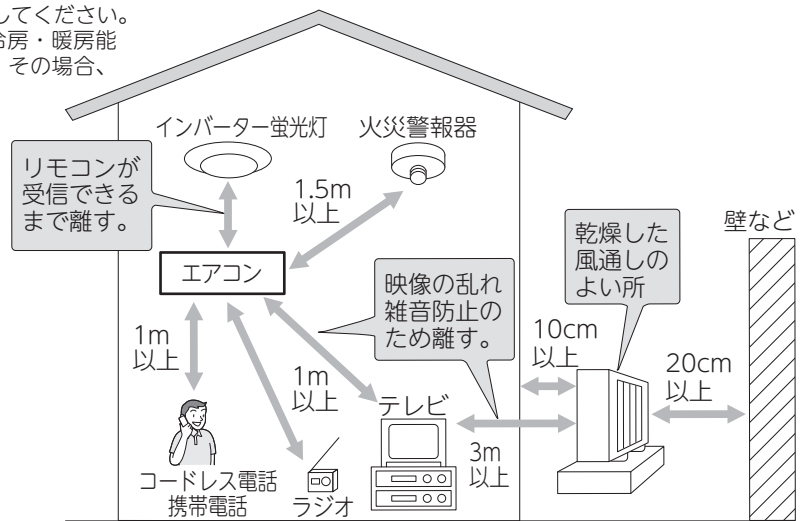 してください。
冷房・暖房能
その場合、
インバーター蛍光灯
火災警報器
リモコンが
受信できる
まで離す。
1.5m
以上
壁など
乾燥した
風通しの
よい所
エアコン
映像の乱れ
雑音防止の
ため離す。
10cm
以上
20cm
以上
1m
以上
1m
以上
テレビ
3m
以上
コードレス電話
携帯電話
ラジオ